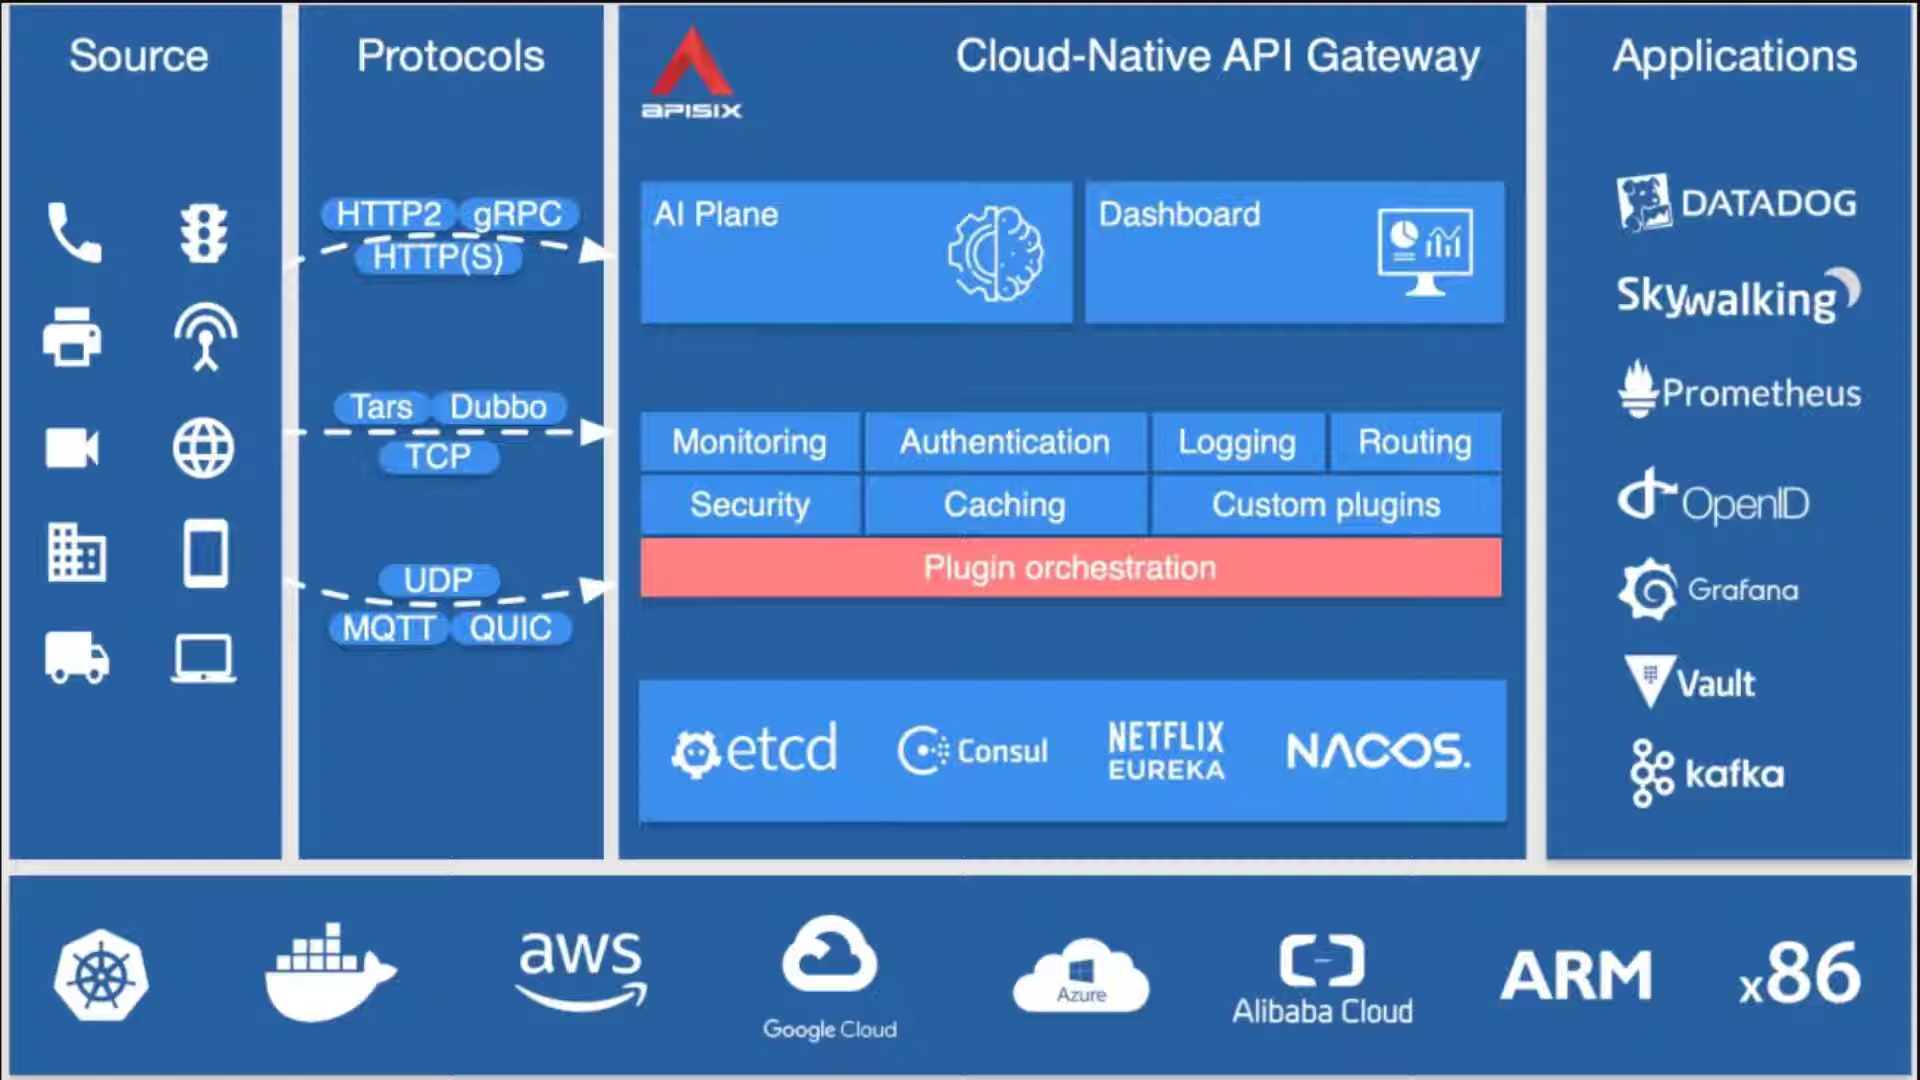 Source
Protocols
APISIX
Cloud-Native API Gateway
Applications
HTTP2 gRPC
HTTP(S)
Tars Dubbo
TCP
UDP
MQTT QUIC
AI Plane
Dashboard
Monitoring Authentication Logging Routing
Security Caching Custom plugins
Plugin orchestration
etcd
Consul
NETFLIX
EUREKA
NACOS.
DATADOG
Skywalking
Prometheus
OpenID
Grafana
Vault
kafka
aws
Google Cloud
Azure
Alibaba Cloud
ARM
x86